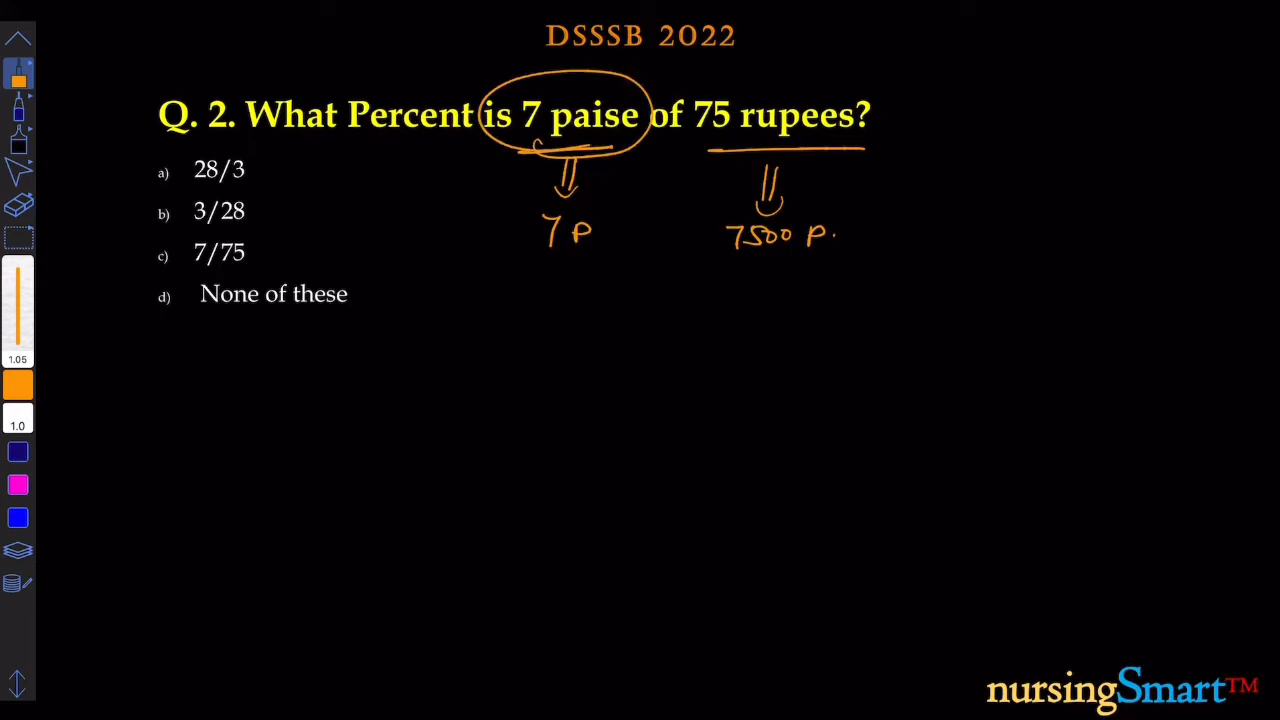 DSSSB 2022
Q. 2. What Percent is 7 paise of 75 rupees?
a) 28/3
b) 3/28
c) 7/75
d) None of these
7 P
7500 P.
1.05
1.0
nursingSmart™